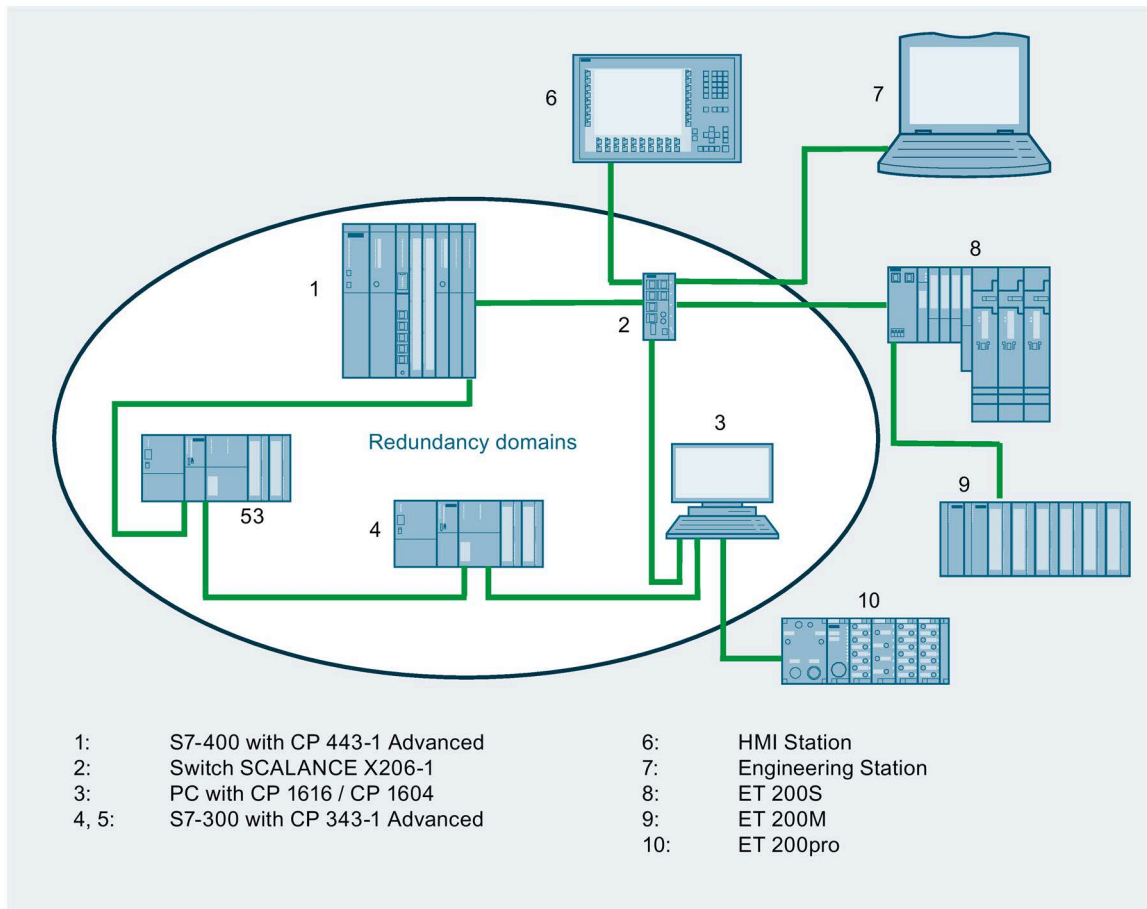 6
7
8
1
2
3
Redundancy domains
9
53
4
10
1: S7-400 with CP 443-1 Advanced
2: Switch SCALANCE X206-1
3: PC with CP 1616 / CP 1604
4, 5: S7-300 with CP 343-1 Advanced
6: HMI Station
7: Engineering Station
8: ET 200S
9: ET 200M
10: ET 200pro